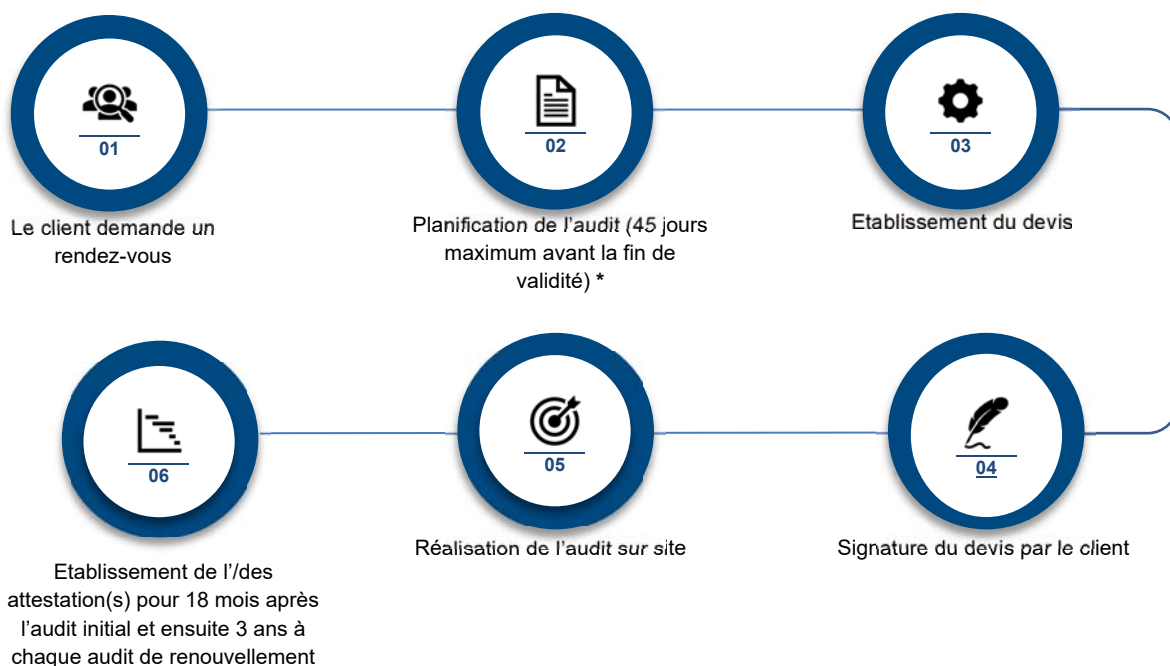 01
Le client demande un
rendez-vous
02
Planification de l'audit (45 jours
maximum avant la fin de
validité) *
03
Etablissement du devis
04
Signature du devis par le client
05
Réalisation de l'audit sur site
06
Etablissement de l'/des
attestation(s) pour 18 mois après
l'audit initial et ensuite 3 ans à
chaque audit de renouvellement